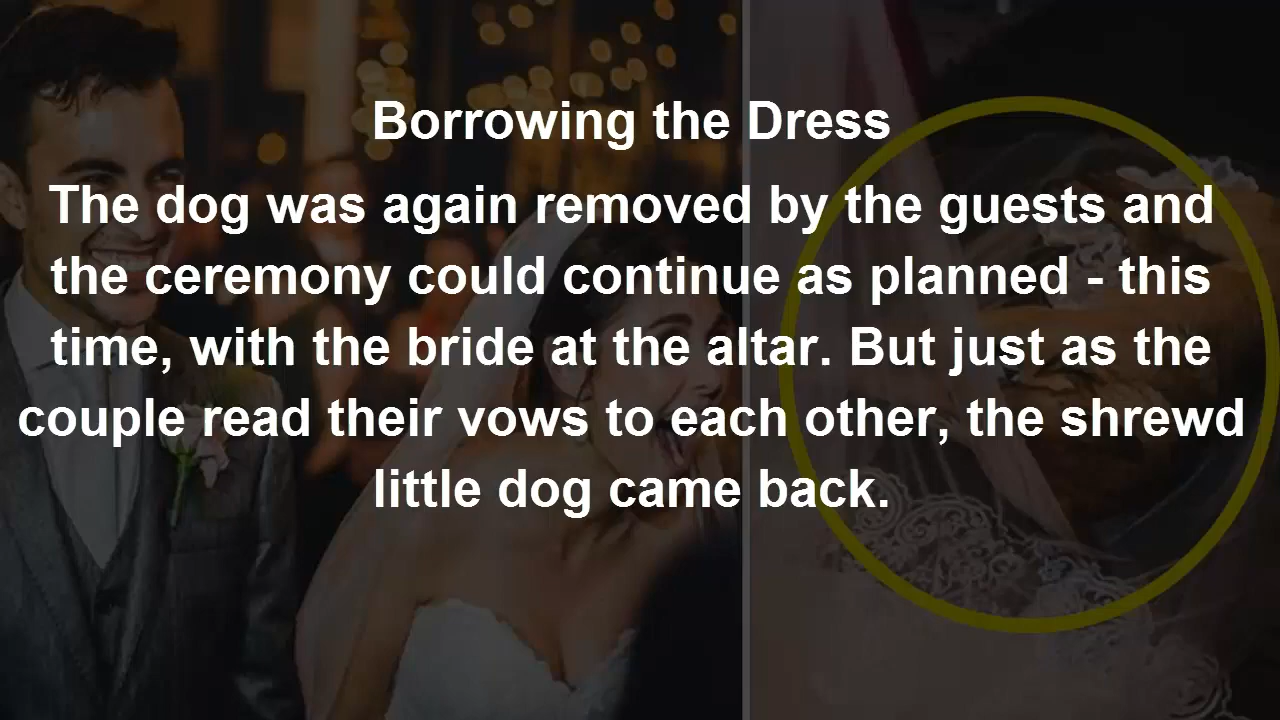 Borrowing the Dress
The dog was again removed by the guests and
the ceremony could continue as planned - this
time, with the bride at the altar. But just as the
couple read their vows to each other, the shrewd
little dog came back.